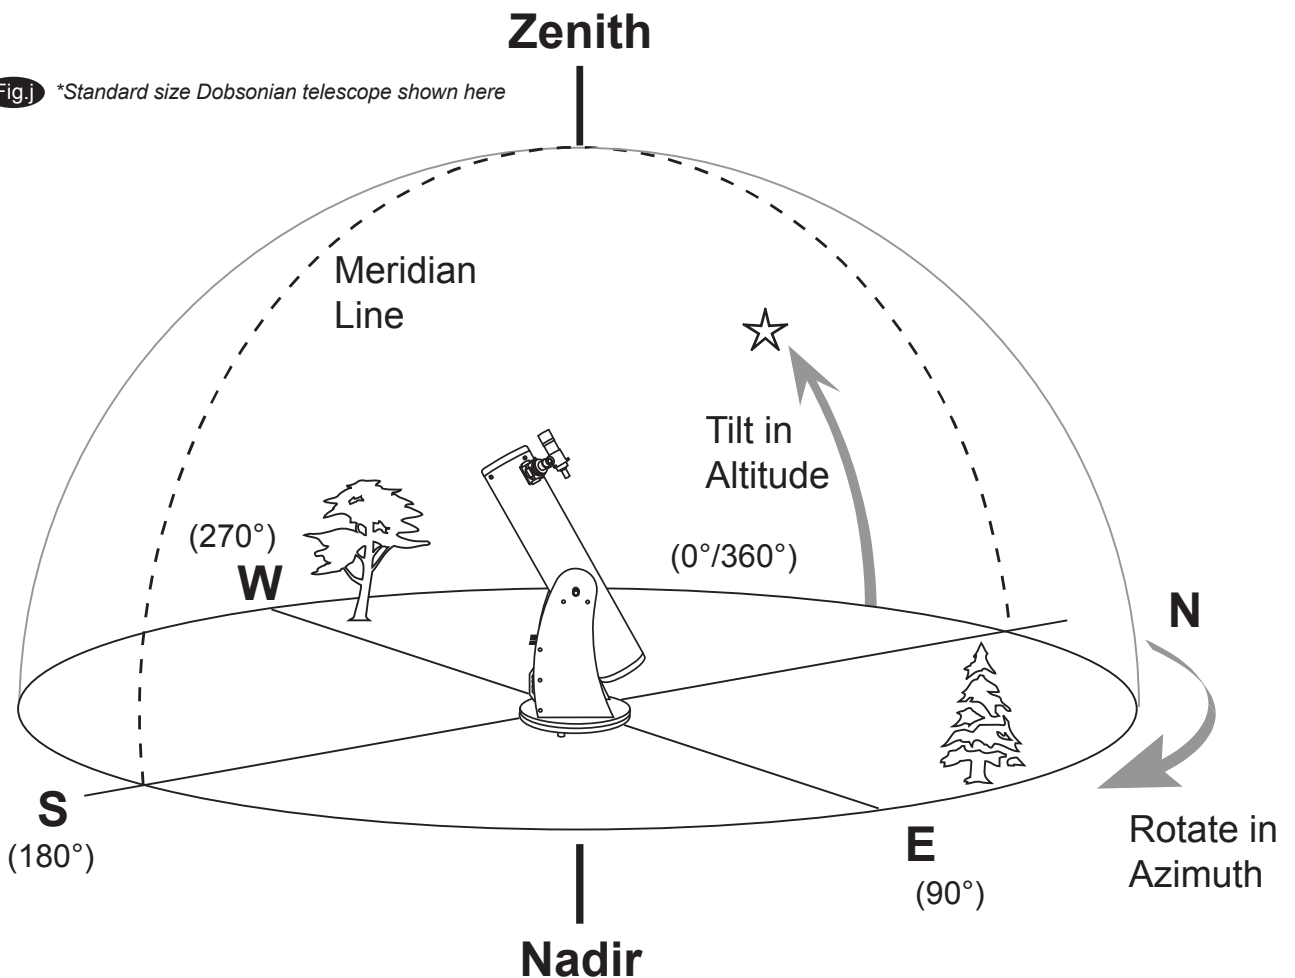 Zenith
Fig.j *Standard size Dobsonian telescope shown here
Meridian
Line
Tilt in
Altitude
(270°)
W
(0°/360°)
N
S
(180°)
E
(90°)
Rotate in
Azimuth
Nadir